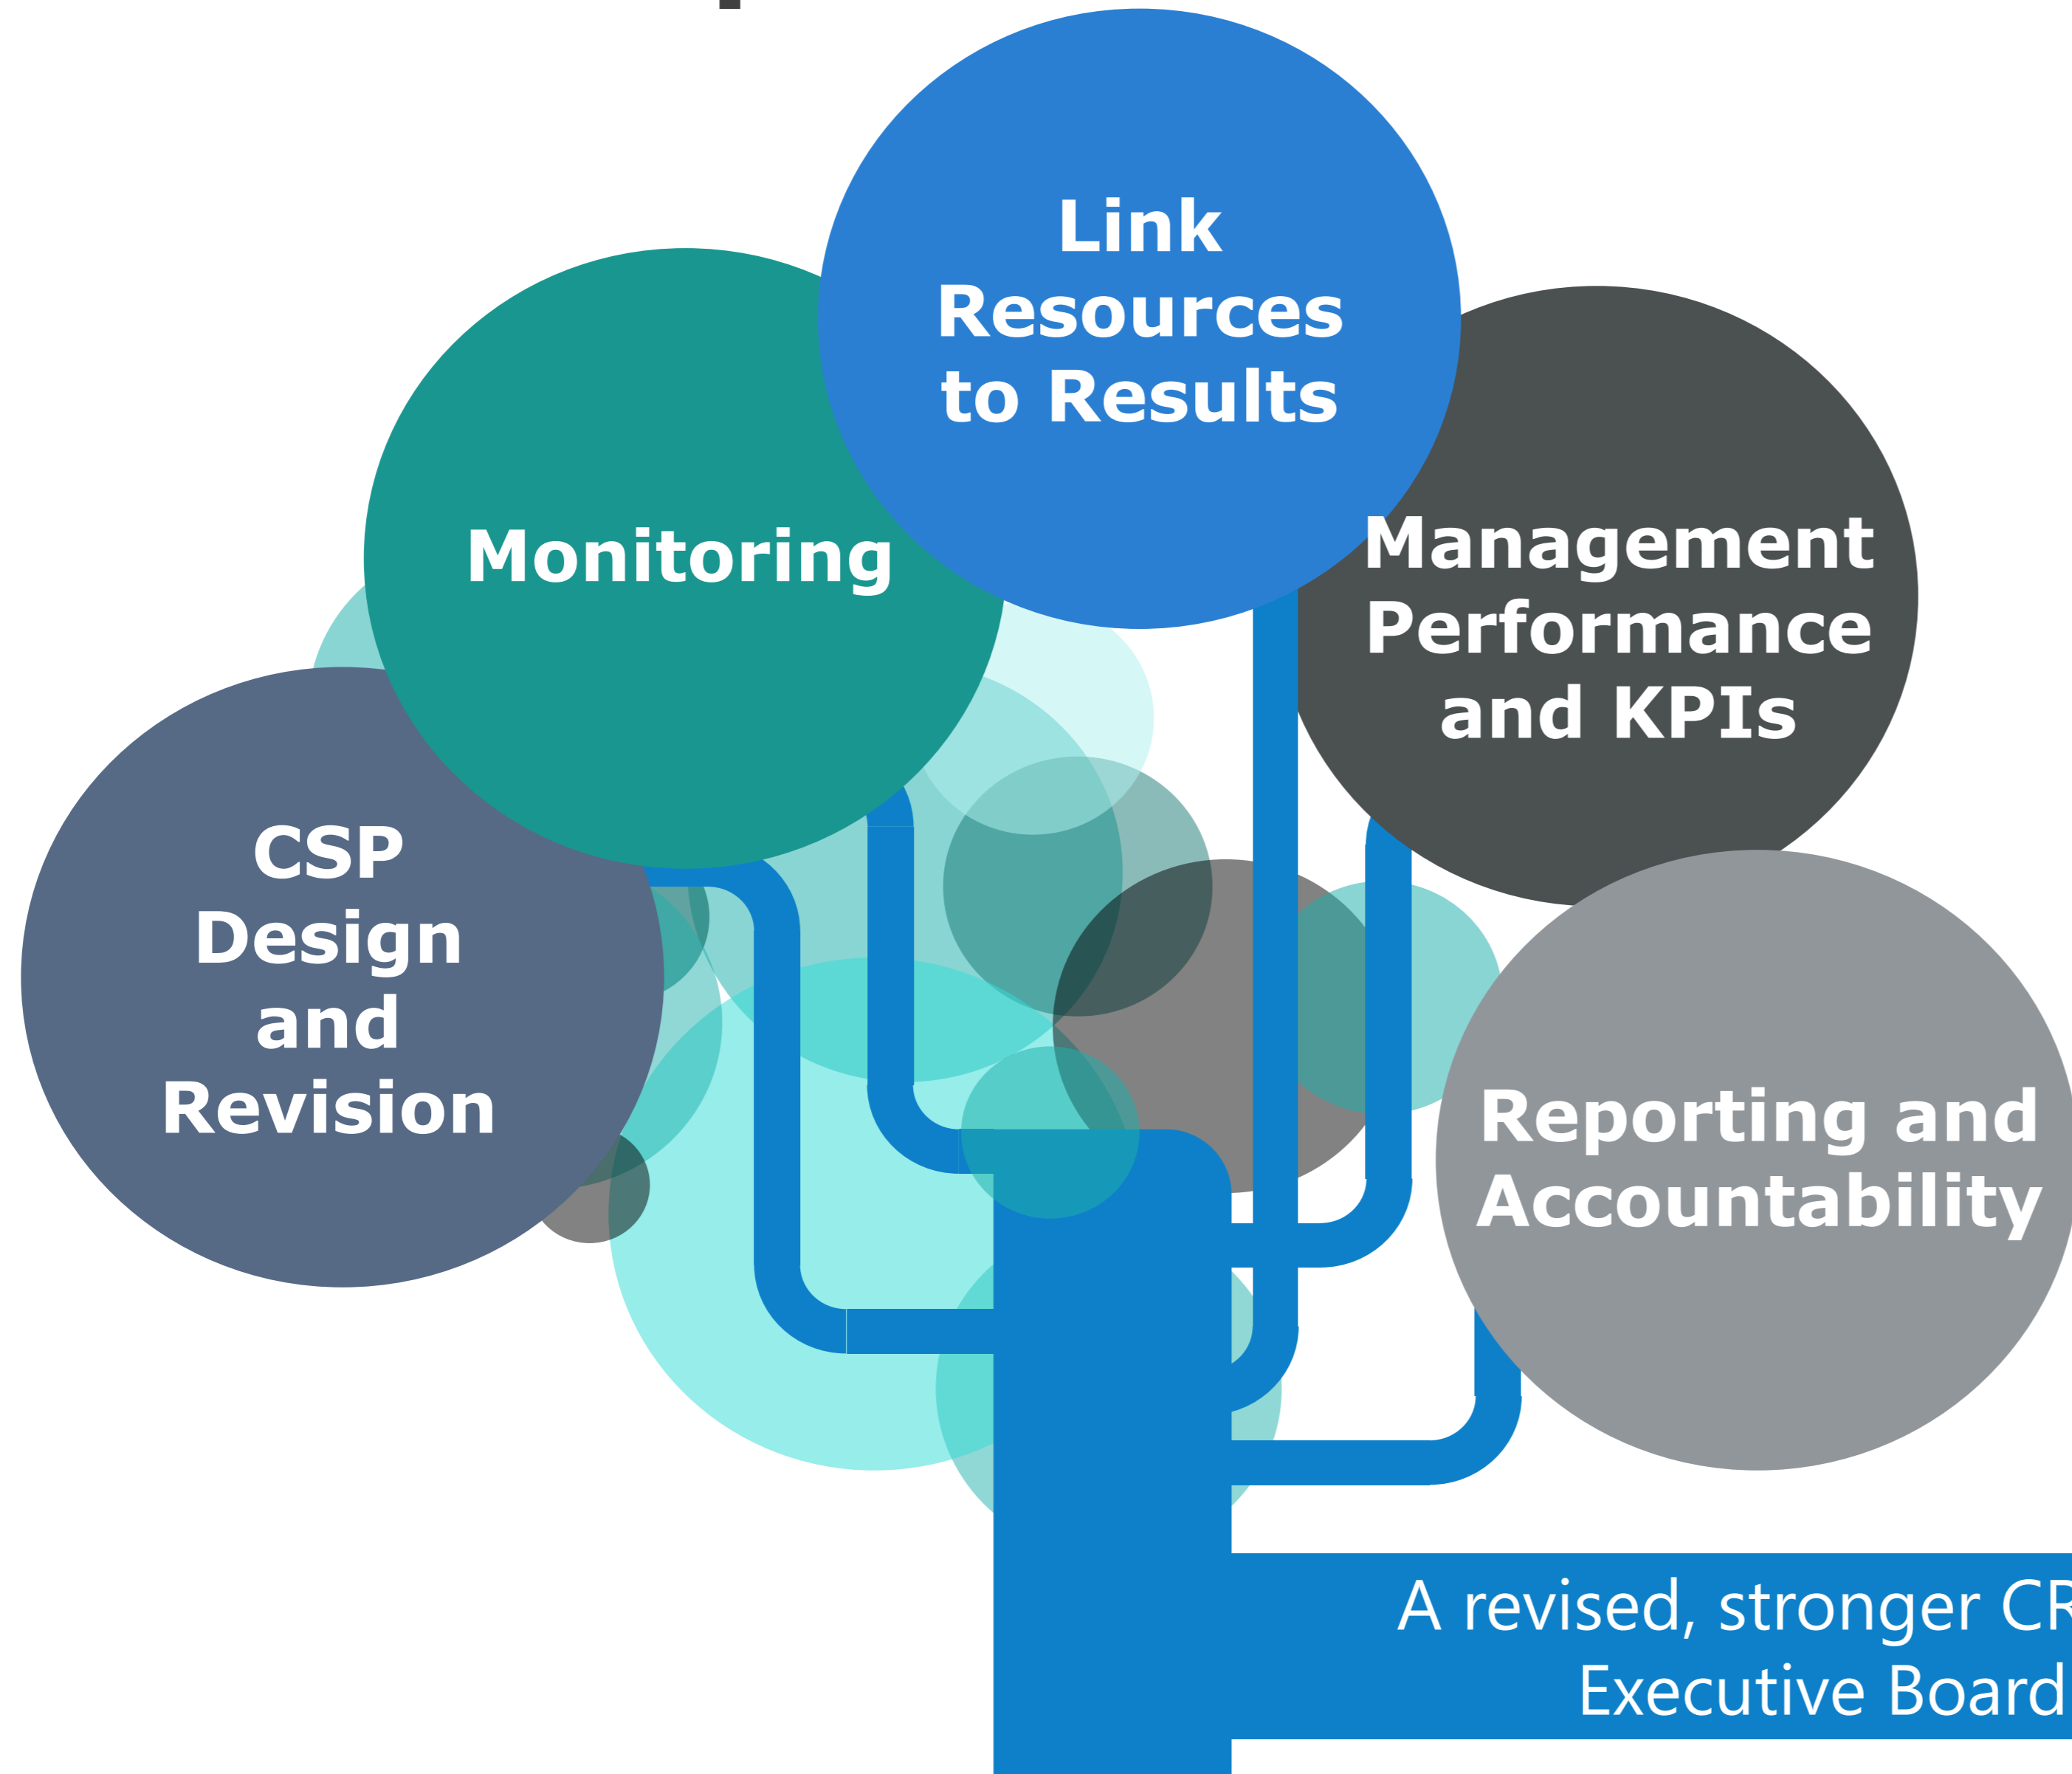 Link
Resources
to Results
Monitoring
Management
Performance
and KPIs
CSP
Design
and
Revision
Reporting and
Accountability
A revised, stronger
Executive Board